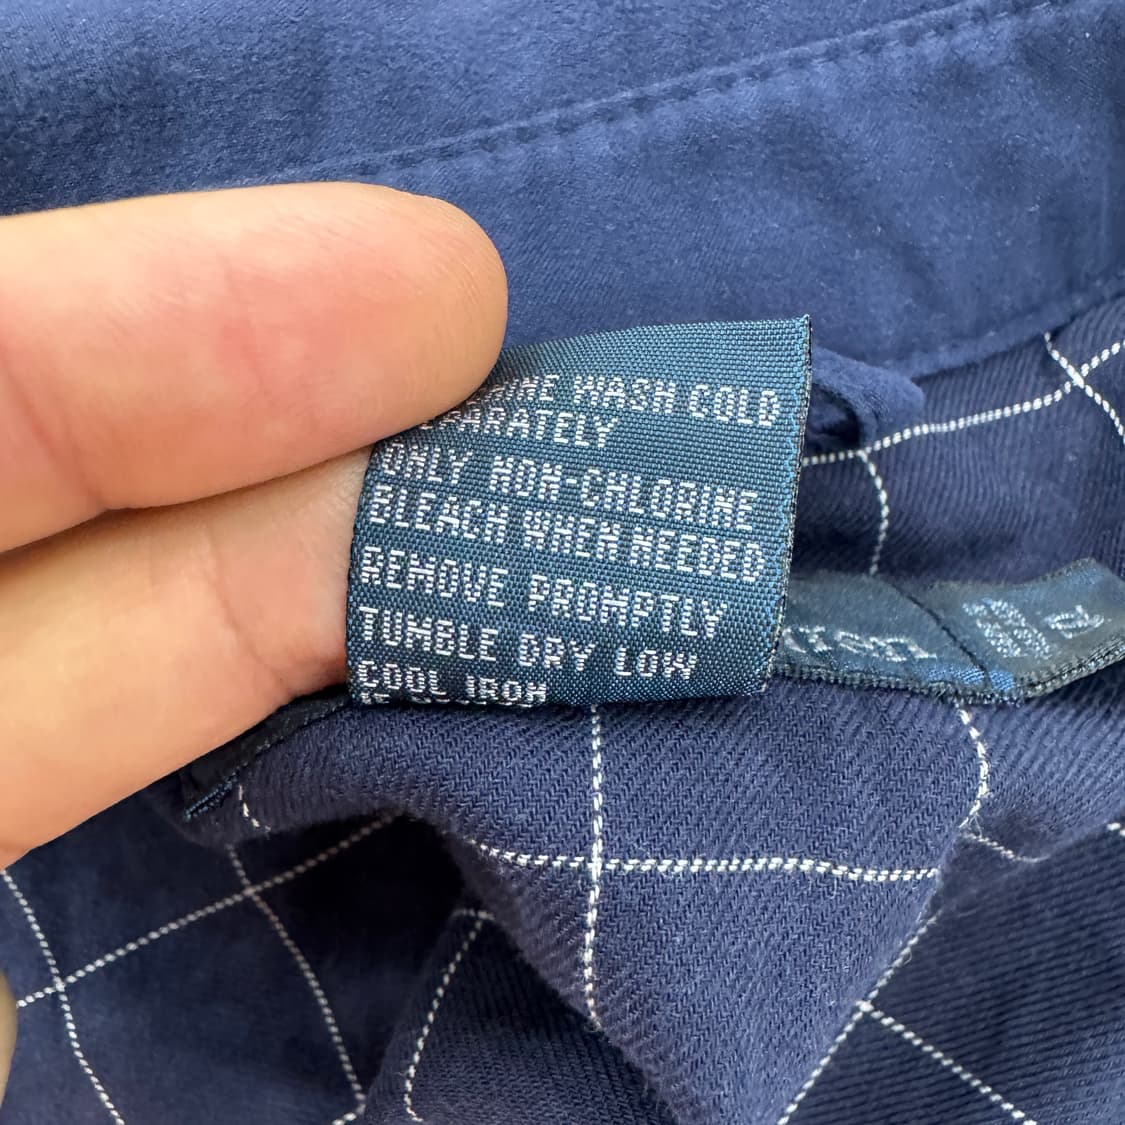 WASH COLD
ONLY NON-CHLORINE
BLEACH WHEN NEEDED
REMOVE PROMPTLY
TUMBLE DRY LOW
COOL IRON